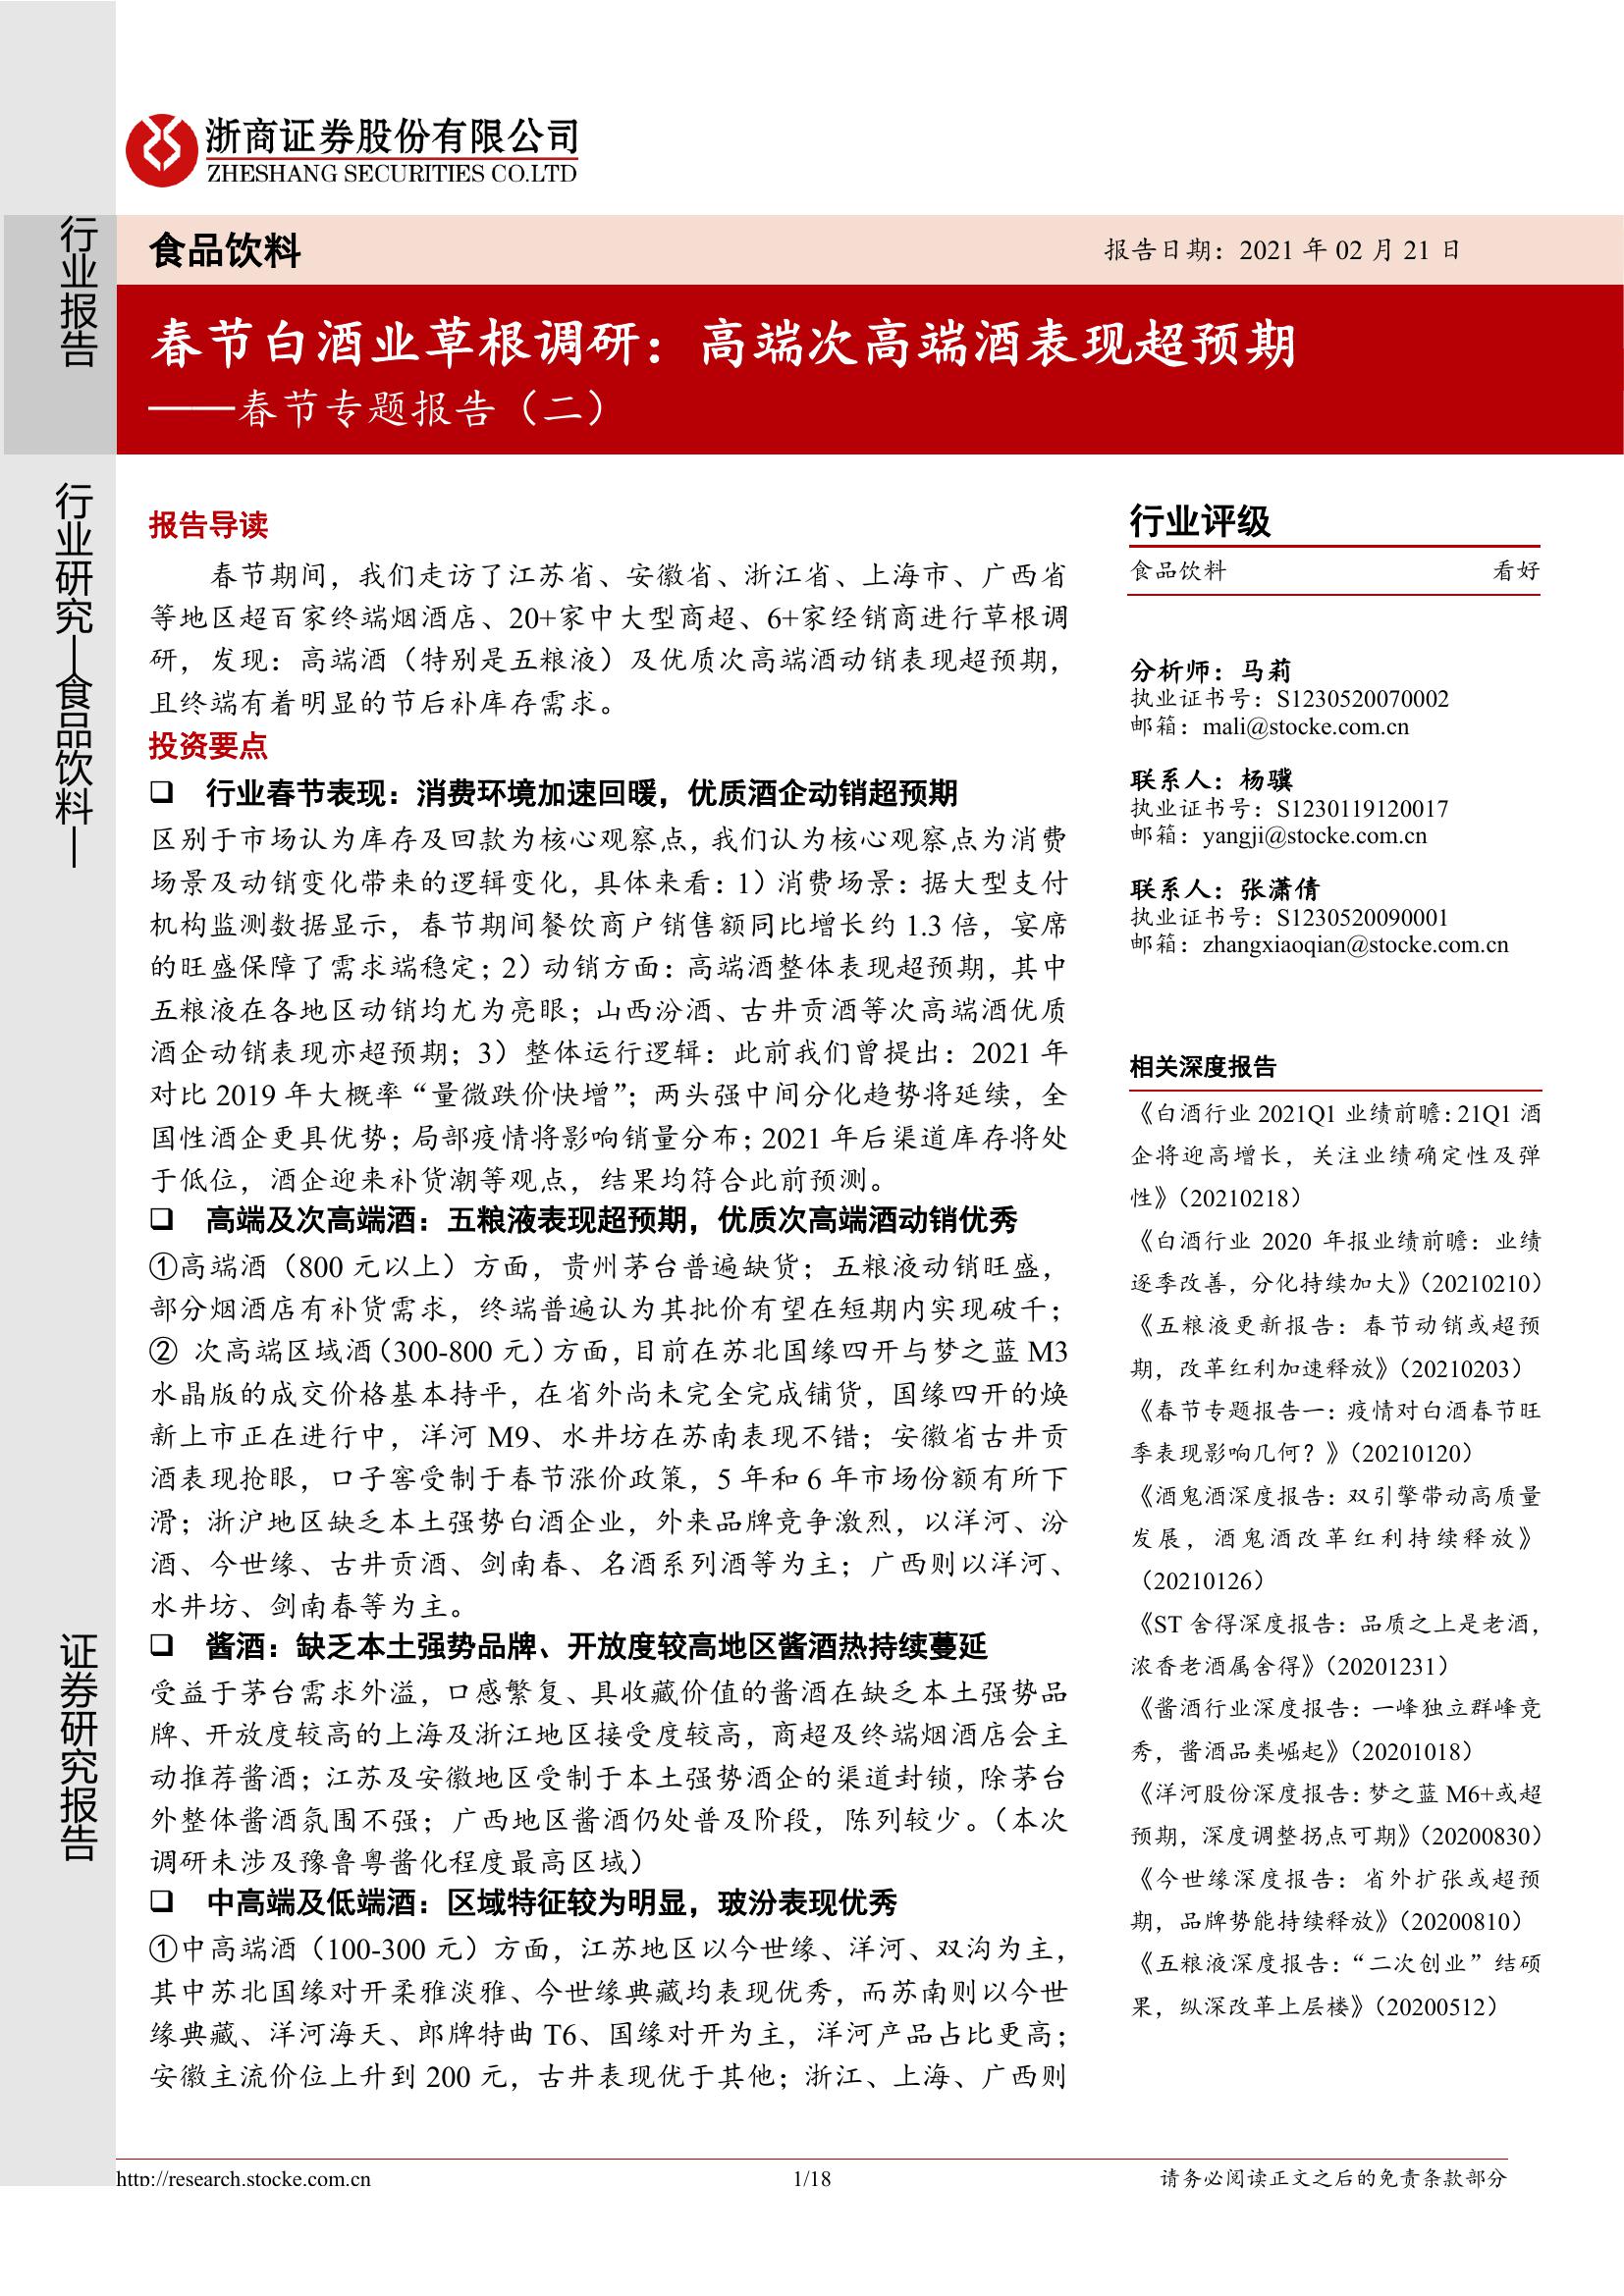 浙商证券股份有限公司
ZHESHANG SECURITIES CO.LTD
行业报告
食品饮料
报告日期：2021 年 02 月 21 日
春节白酒业草根调研：高端次高端酒表现超预期
——春节专题报告（二）
行业研究—食品饮料—
证券研究报告
报告导读
春节期间，我们走访了江苏省、安徽省、浙江省、上海市、广西省
等地区超百家终端烟酒店、20+家中大型商超、6+家经销商进行草根调
研，发现：高端酒（特别是五粮液）及优质次高端酒动销表现超预期，
且终端有着明显的节后补库存需求。
投资要点
❑ 行业春节表现：消费环境加速回暖，优质酒企动销超预期
区别于市场认为库存及回款为核心观察点，我们认为核心观察点为消费
场景及动销变化带来的逻辑变化，具体来看：1）消费场景：据大型支付
机构监测数据显示，春节期间餐饮商户销售额同比增长约 1.3 倍，宴席
的旺盛保障了需求端稳定；2）动销方面：高端酒整体表现超预期，其中
五粮液在各地区动销均尤为亮眼；山西汾酒、古井贡酒等次高端酒优质
酒企动销表现亦超预期；3）整体运行逻辑：此前我们曾提出：2021 年
对比 2019 年大概率“量微跌价快增”；两头强中间分化趋势将延续，全
国性酒企更具优势；局部疫情将影响销量分布；2021 年后渠道库存将处
于低位，酒企迎来补货潮等观点，结果均符合此前预测。
❑ 高端及次高端酒：五粮液表现超预期，优质次高端酒动销优秀
①高端酒（800 元以上）方面，贵州茅台普遍缺货；五粮液动销旺盛，
部分烟酒店有补货需求，终端普遍认为其批价有望在短期内实现破千；
② 次高端区域酒（300-800 元）方面，目前在苏北国缘四开与梦之蓝 M3
水晶版的成交价格基本持平，在省外尚未完全完成铺货，国缘四开的焕
新上市正在进行中，洋河 M9、水井坊在苏南表现不错；安徽省古井贡
酒表现抢眼，口子窖受制于春节涨价政策，5 年和 6 年市场份额有所下
滑；浙沪地区缺乏本土强势白酒企业，外来品牌竞争激烈，以洋河、汾
酒、今世缘、古井贡酒、剑南春、名酒系列酒等为主；广西则以洋河、
水井坊、剑南春等为主。
❑ 酱酒：缺乏本土强势品牌、开放度较高地区酱酒热持续蔓延
受益于茅台需求外溢，口感繁复、具收藏价值的酱酒在缺乏本土强势品
牌、开放度较高的上海及浙江地区接受度较高，商超及终端烟酒店会主
动推荐酱酒；江苏及安徽地区受制于本土强势酒企的渠道封锁，除茅台
外整体酱酒氛围不强；广西地区酱酒仍处普及阶段，陈列较少。（本次
调研未涉及豫鲁粤酱化程度最高区域）
❑ 中高端及低端酒：区域特征较为明显，玻汾表现优秀
①中高端酒（100-300 元）方面，江苏地区以今世缘、洋河、双沟为主，
其中苏北国缘对开柔雅淡雅、今世缘典藏均表现优秀，而苏南则以今世
缘典藏、洋河海天、郎牌特曲 T6、国缘对开为主，洋河产品占比更高；
安徽主流价位上升到 200 元，古井表现优于其他；浙江、上海、广西则
行业评级
食品饮料 看好
分析师：马莉
执业证书号：S1230520070002
邮箱：mali@stocke.com.cn
联系人：杨骥
执业证书号：S1230119120017
邮箱：yangji@stocke.com.cn
联系人：张潇倩
执业证书号：S1230520090001
邮箱：zhangxiaoqian@stocke.com.cn
相关深度报告
《白酒行业 2021Q1 业绩前瞻：21Q1 酒
企将迎高增长，关注业绩确定性及弹
性》（20210218）
《白酒行业 2020 年报业绩前瞻：业绩
逐季改善，分化持续加大》（20210210）
《五粮液更新报告：春节动销或超预
期，改革红利加速释放》（20210203）
《春节专题报告一：疫情对白酒春节旺
季表现影响几何？》（20210120）
《酒鬼酒深度报告：双引擎带动高质量
发展，酒鬼酒改革红利持续释放》
（20210126）
《ST 舍得深度报告：品质之上是老酒，
浓香老酒属舍得》（20201231）
《酱酒行业深度报告：一峰独立群峰竞
秀，酱酒品类崛起》（20201018）
《洋河股份深度报告：梦之蓝 M6+或超
预期，深度调整拐点可期》（20200830）
《今世缘深度报告：省外扩张或超预
期，品牌势能持续释放》（20200810）
《五粮液深度报告：“二次创业”结硕
果，纵深改革上层楼》（20200512）
http://research.stocke.com.cn
1/18
请务必阅读正文之后的免责条款部分